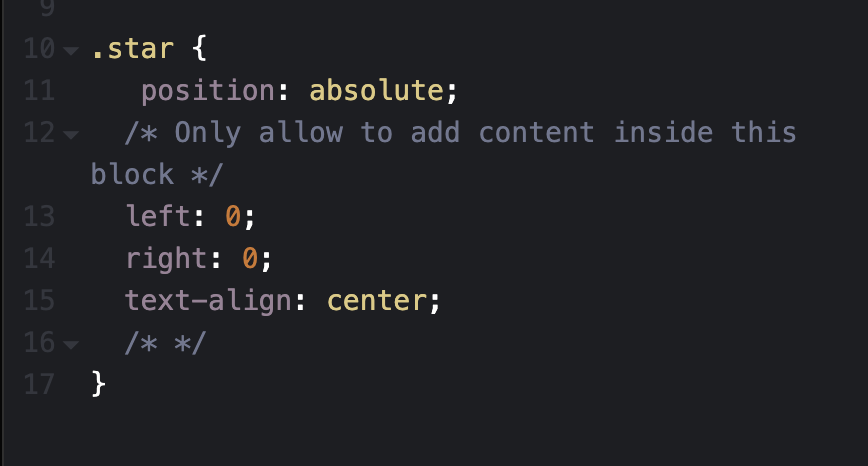 9
10 .star {
11 position: absolute;
12 /* Only allow to add content inside this
block */
13 left: 0;
14 right: 0;
15 text-align: center;
16 /* */
17 }